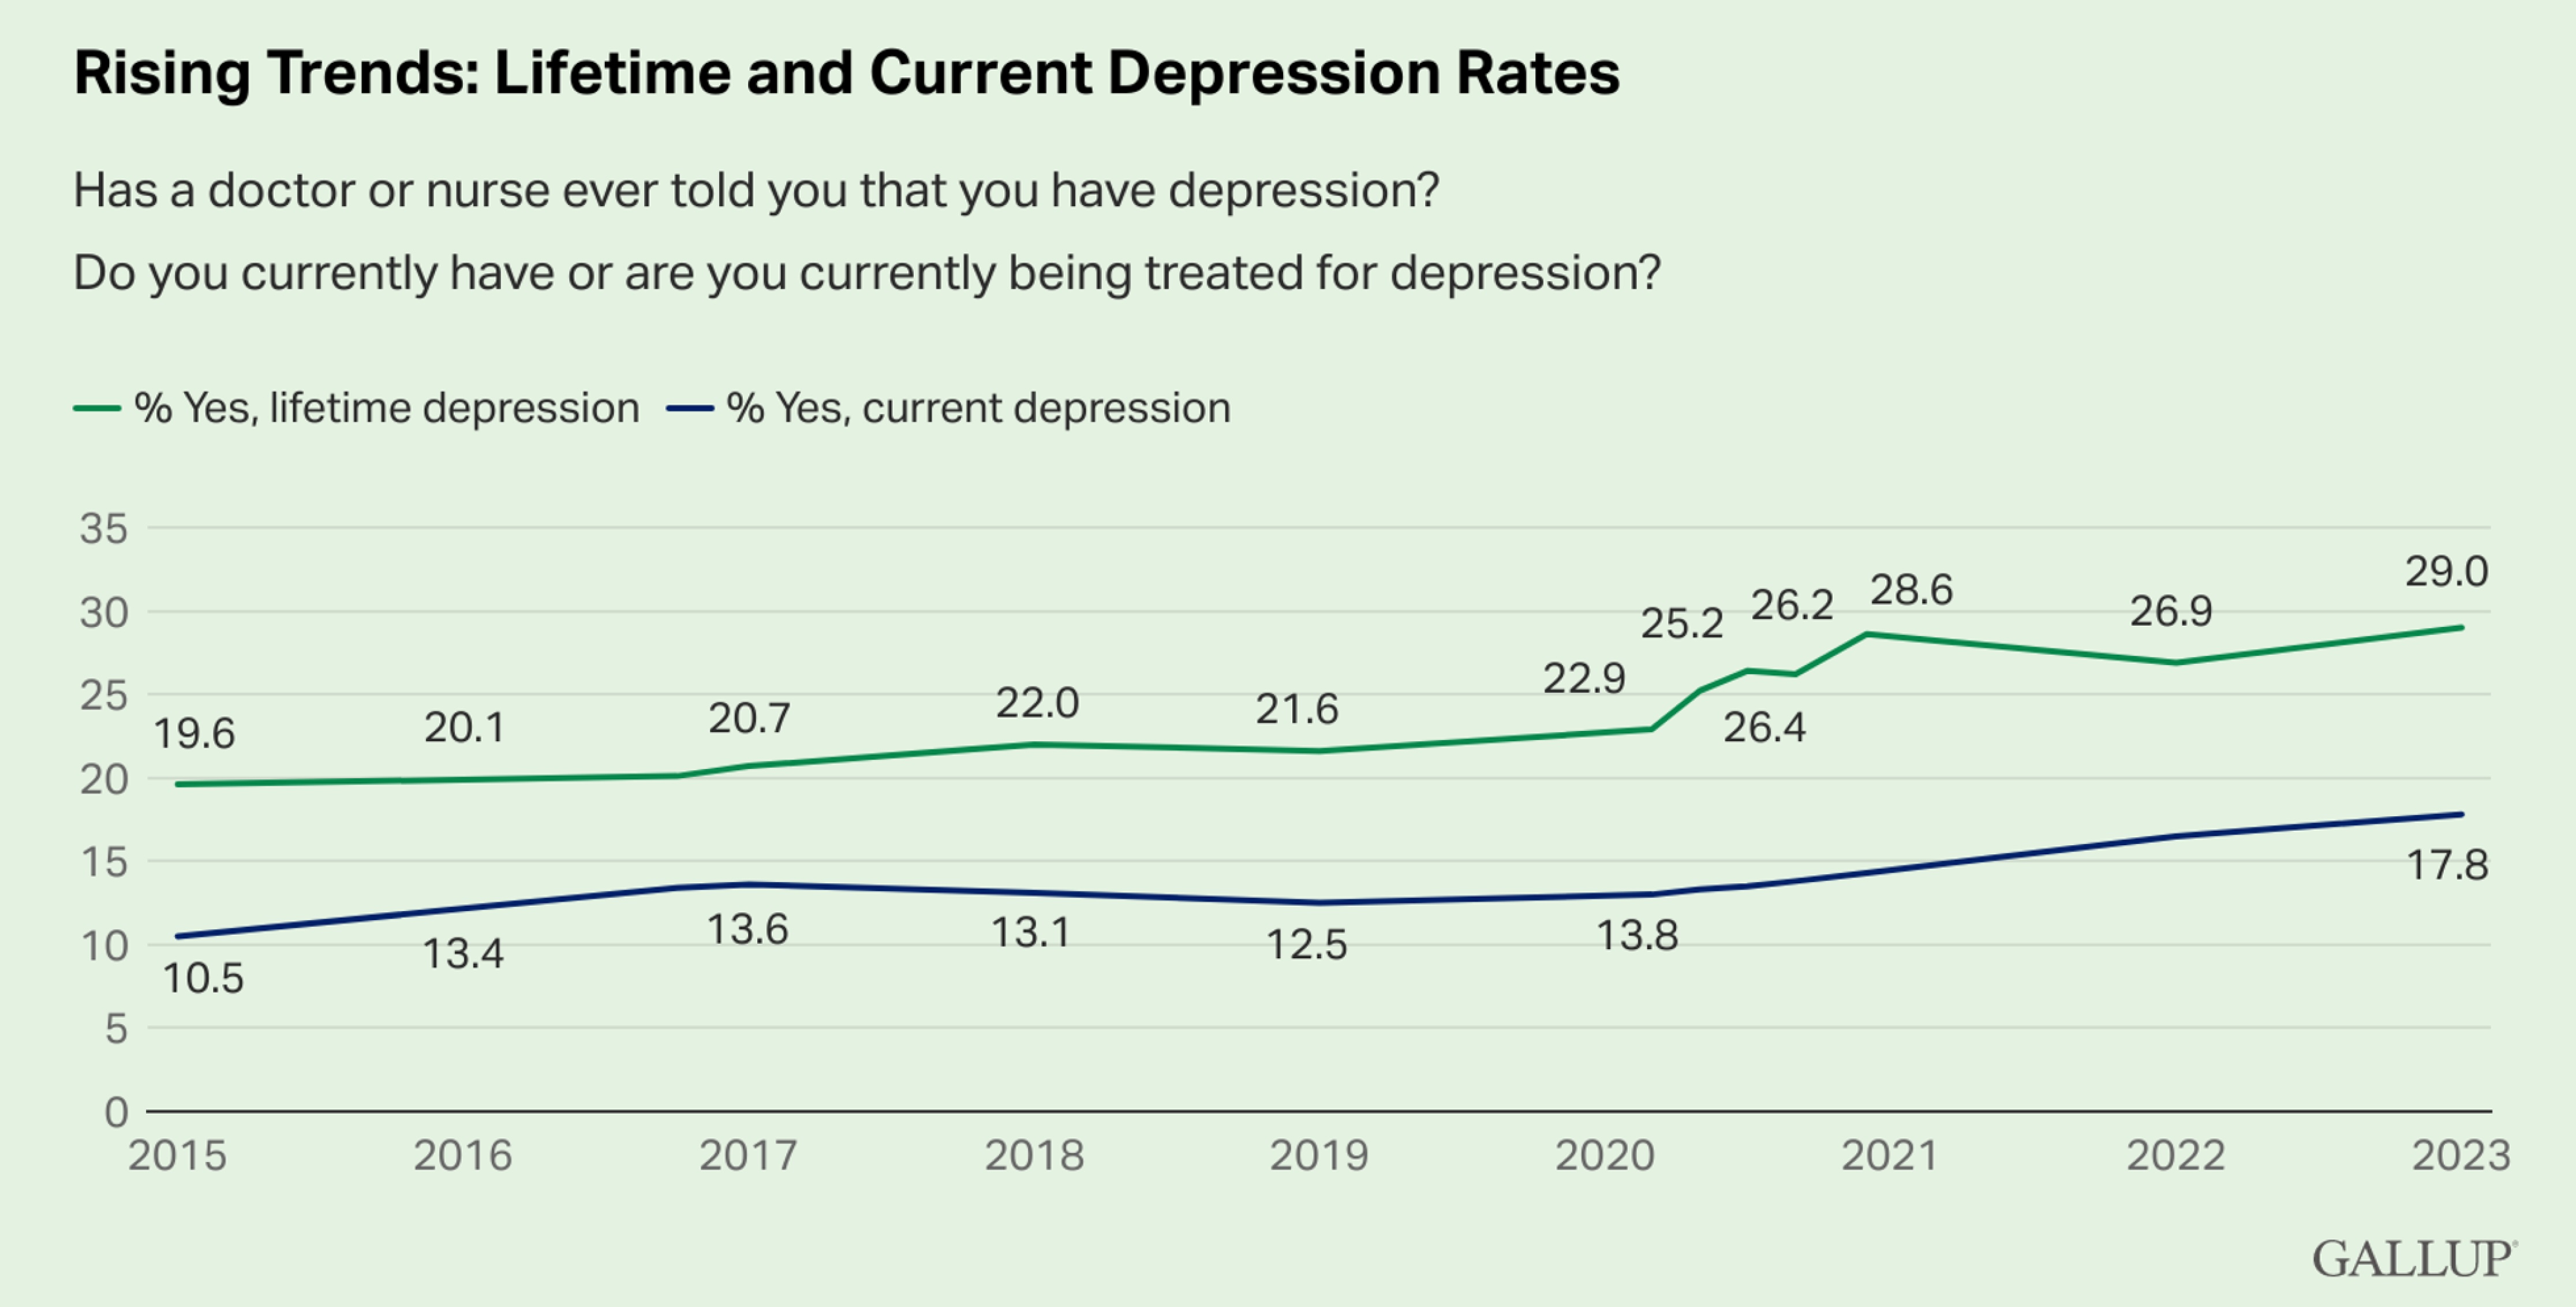 Rising Trends: Lifetime and Current Depression Rates
Has a doctor or nurse ever told you that you have depression?
Do you currently have or are you currently being treated for depression?
% Yes, lifetime depression % Yes, current depression
35
30
25
20
15
10
5
0
19.6 20.1 20.7 22.0 21.6 22.9 25.2 26.4 26.2 28.6 26.9 29.0
10.5 13.4 13.6 13.1 12.5 13.8 17.8
2015 2016 2017 2018 2019 2020 2021 2022 2023
GALLUP®